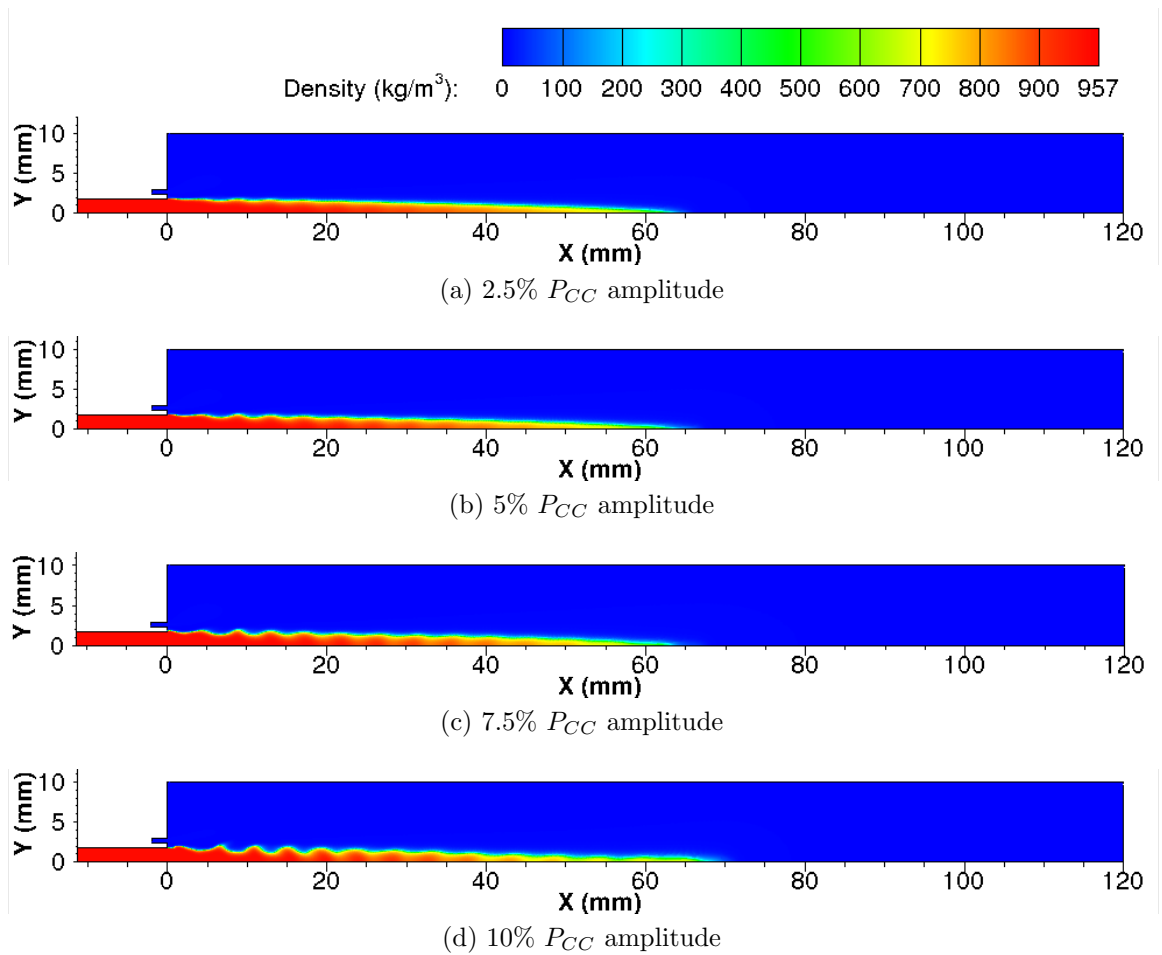 Density (kg/m³): 0 100 200 300 400 500 600 700 800 900 957
Y (mm)
10
5
0
0 20 40 60 80 100 120
X (mm)
(a) 2.5% P_CC amplitude
Y (mm)
10
5
0
0 20 40 60 80 100 120
X (mm)
(b) 5% P_CC amplitude
Y (mm)
10
5
0
0 20 40 60 80 100 120
X (mm)
(c) 7.5% P_CC amplitude
Y (mm)
10
5
0
0 20 40 60 80 100 120
X (mm)
(d) 10% P_CC amplitude